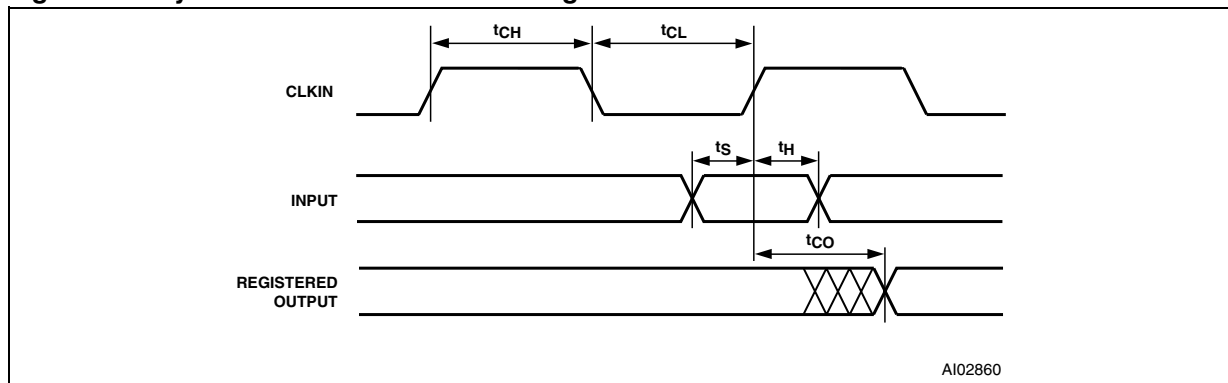 tCH
tCL
CLKIN
tS
tH
INPUT
tCO
REGISTERED
OUTPUT
AI02860